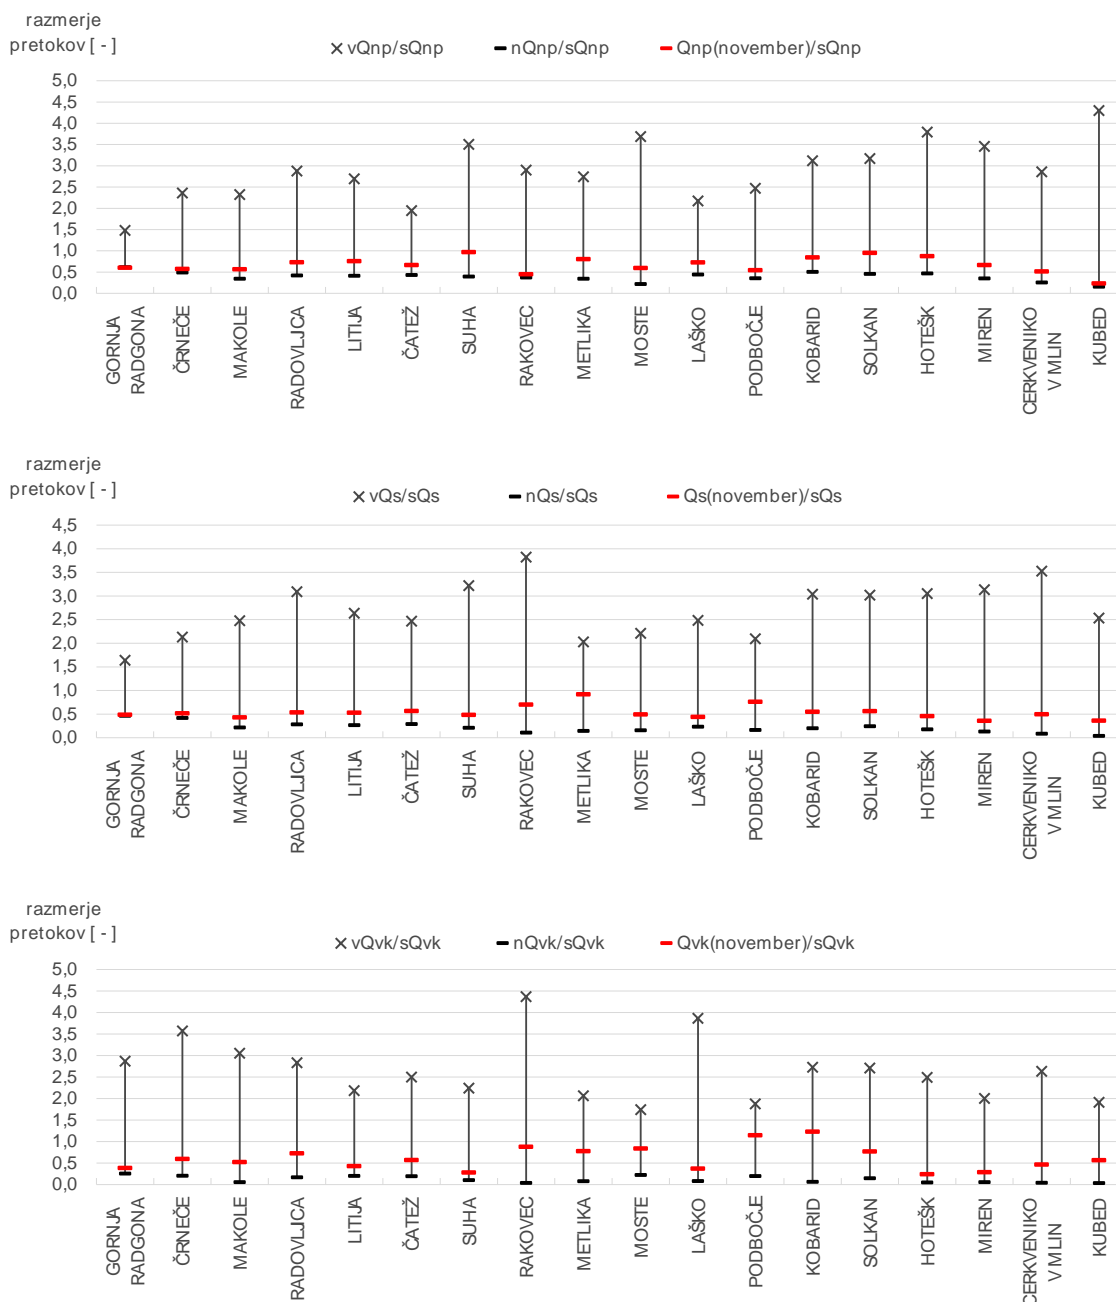 razmerje
pretokov [ - ]
vQnp/sQnp nQnp/sQnp Qnp(november)/sQnp
5,0
4,5
4,0
3,5
3,0
2,5
2,0
1,5
1,0
0,5
0,0
GORNJA
RADGONA
ČRNEČE
MAKOLE
RADOVLJICA
LITIJA
ČATEŽ
SUHA
RAKOVEC
METLIKA
MOSTE
LAŠKO
PODBOČJE
KOBARID
SOLKAN
HOTEŠK
MIREN
CERKVENIKO
V MLIN
KUBED
razmerje
pretokov [ - ]
vQs/sQs nQs/sQs Qs(november)/sQs
4,5
4,0
3,5
3,0
2,5
2,0
1,5
1,0
0,5
0,0
GORNJA
RADGONA
ČRNEČE
MAKOLE
RADOVLJICA
LITIJA
ČATEŽ
SUHA
RAKOVEC
METLIKA
MOSTE
LAŠKO
PODBOČJE
KOBARID
SOLKAN
HOTEŠK
MIREN
CERKVENIKO
V MLIN
KUBED
razmerje
pretokov [ - ]
vQvk/sQvk nQvk/sQvk Qvk(november)/sQvk
5,0
4,5
4,0
3,5
3,0
2,5
2,0
1,5
1,0
0,5
0,0
GORNJA
RADGONA
ČRNEČE
MAKOLE
RADOVLJICA
LITIJA
ČATEŽ
SUHA
RAKOVEC
METLIKA
MOSTE
LAŠKO
PODBOČJE
KOBARID
SOLKAN
HOTEŠK
MIREN
CERKVENIKO
V MLIN
KUBED